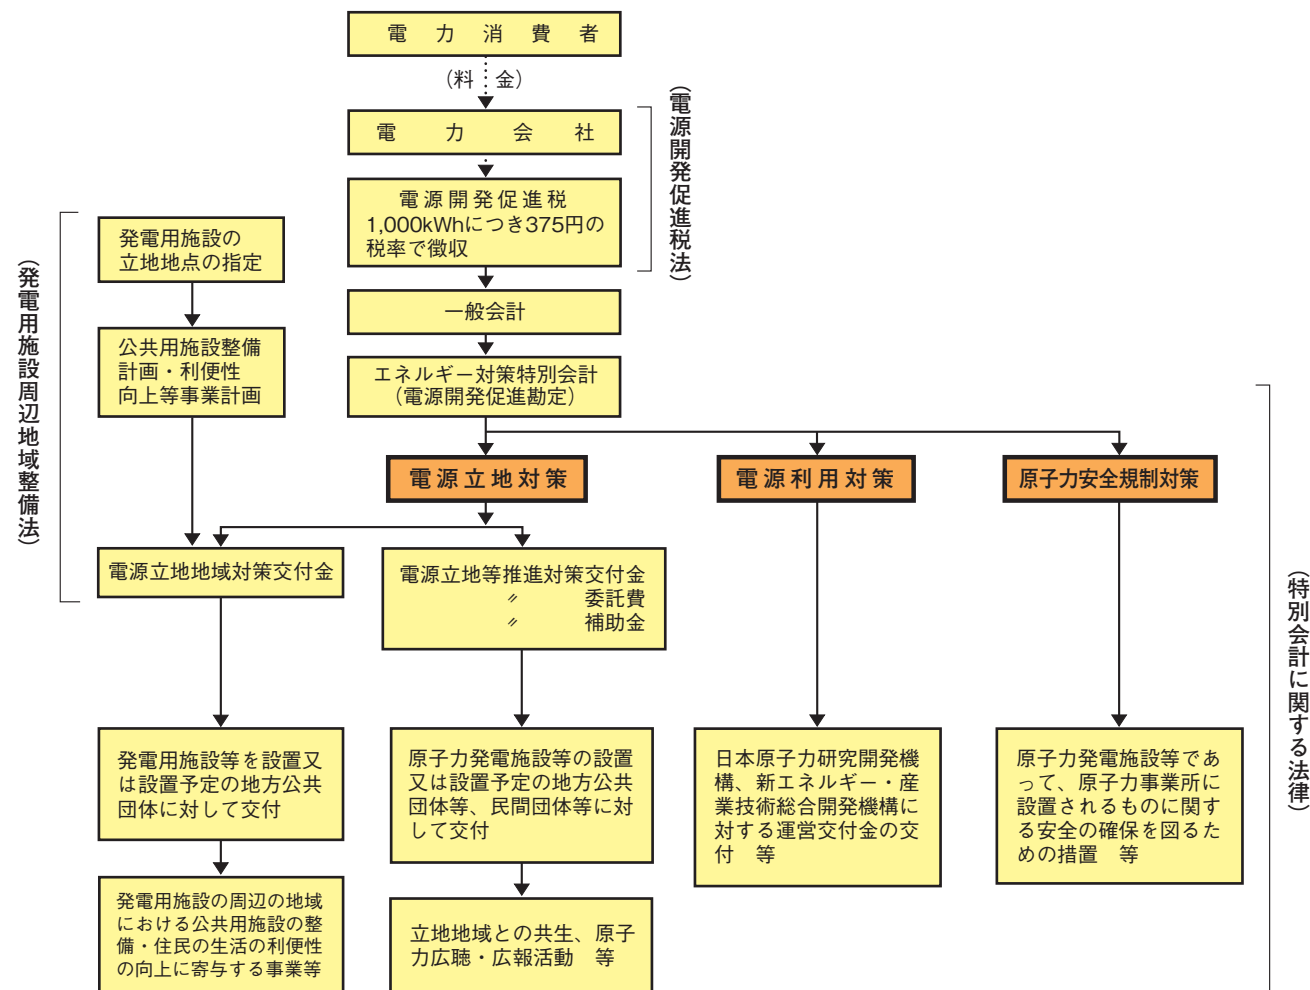 電力消費者
(料金)
電力会社
電源開発促進税
1,000kWhにつき375円の
税率で徴収
(電源開発促進税法)
一般会計
エネルギー対策特別会計
(電源開発促進勘定)
(発電用施設周辺地域整備法)
発電用施設の
立地地点の指定
公共用施設整備
計画・利便性
向上等事業計画
電源立地対策
電源利用対策
原子力安全規制対策
電源立地地域対策交付金
電源立地等推進対策交付金
〃 委託費
〃 補助金
(特別会計に関する法律)
発電用施設等を設置又
は設置予定の地方公共
団体に対して交付
原子力発電施設等の設置
又は設置予定の地方公共
団体等、民間団体等に対
して交付
日本原子力研究開発機
構、新エネルギー・産
業技術総合開発機構に
対する運営交付金の交
付 等
原子力発電施設等であ
って、原子力事業所に
設置されるものに関す
る安全の確保を図るた
めの措置 等
発電用施設の周辺の地域
における公共用施設の整
備・住民の生活の利便性
の向上に寄与する事業等
立地地域との共生、原子
力広聴・広報活動 等